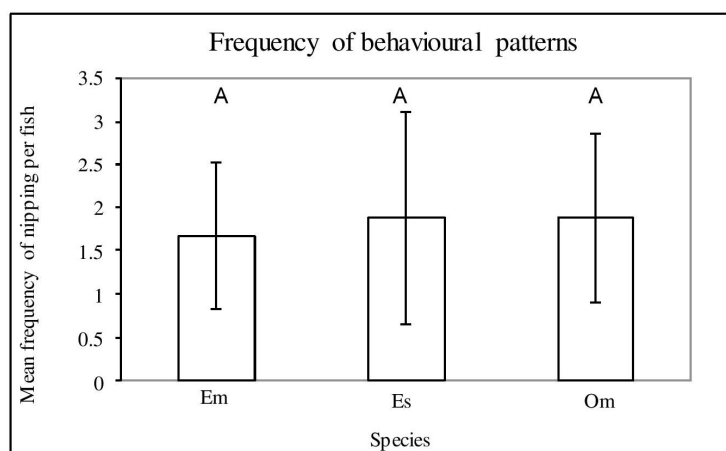 Frequency of behavioural patterns
Mean frequency of nipping per fish
3.5
3
2.5
2
1.5
1
0.5
0
A A A
Em Es Om
Species